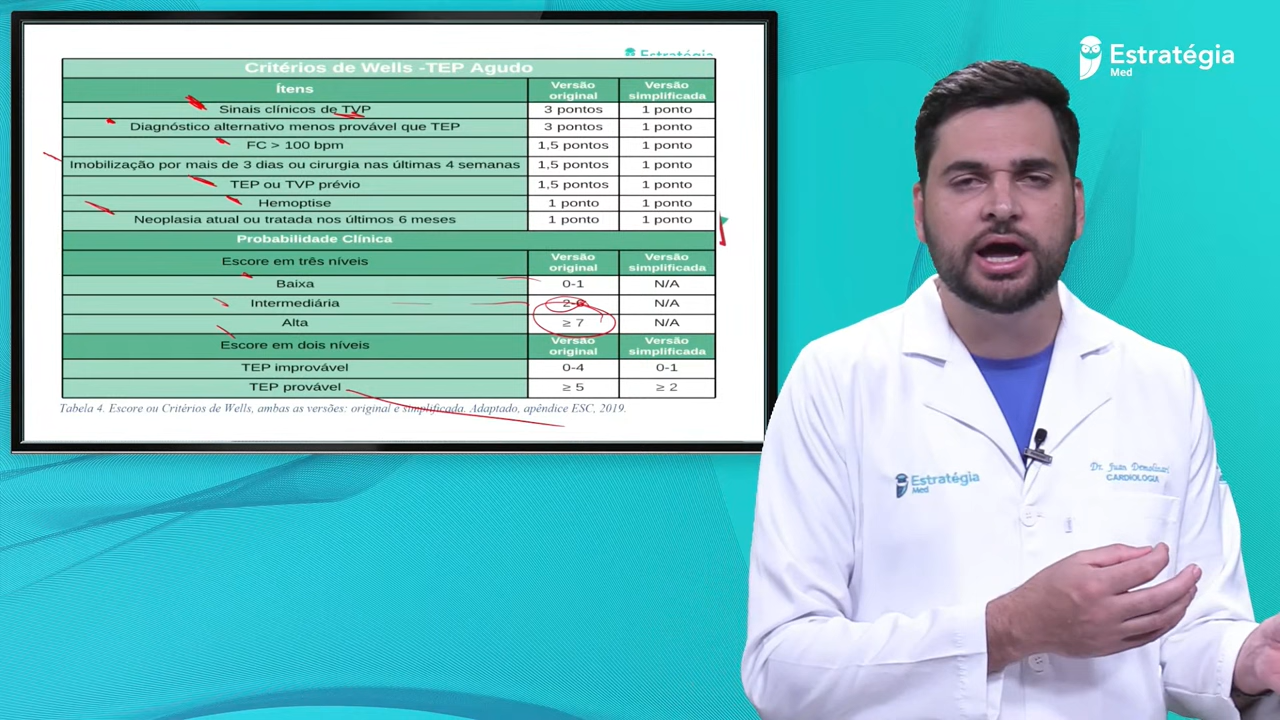 Estratégia
Critérios de Wells -TEP Agudo
Ítens Versão original Versão simplificada
Sinais clínicos de TVP 3 pontos 1 ponto
Diagnóstico alternativo menos provável que TEP 3 pontos 1 ponto
FC > 100 bpm 1,5 pontos 1 ponto
Imobilização por mais de 3 dias ou cirurgia nas últimas 4 semanas 1,5 pontos 1 ponto
TEP ou TVP prévio 1,5 pontos 1 ponto
Hemoptise 1 ponto 1 ponto
Neoplasia atual ou tratada nos últimos 6 meses 1 ponto 1 ponto
Probabilidade Clínica
Escore em três níveis Versão original Versão simplificada
Baixa 0-1 N/A
Intermediária 2-6 N/A
Alta ≥ 7 N/A
Escore em dois níveis Versão original Versão simplificada
TEP improvável 0-4 0-1
TEP provável ≥ 5 ≥ 2
Tabela 4. Escore ou Critérios de Wells, ambas as versões: original e simplificada. Adaptado, apêndice ESC, 2019.
Estratégia
Med
Estratégia
Med
Dr. Juan Demolinari
CARDIOLOGIA